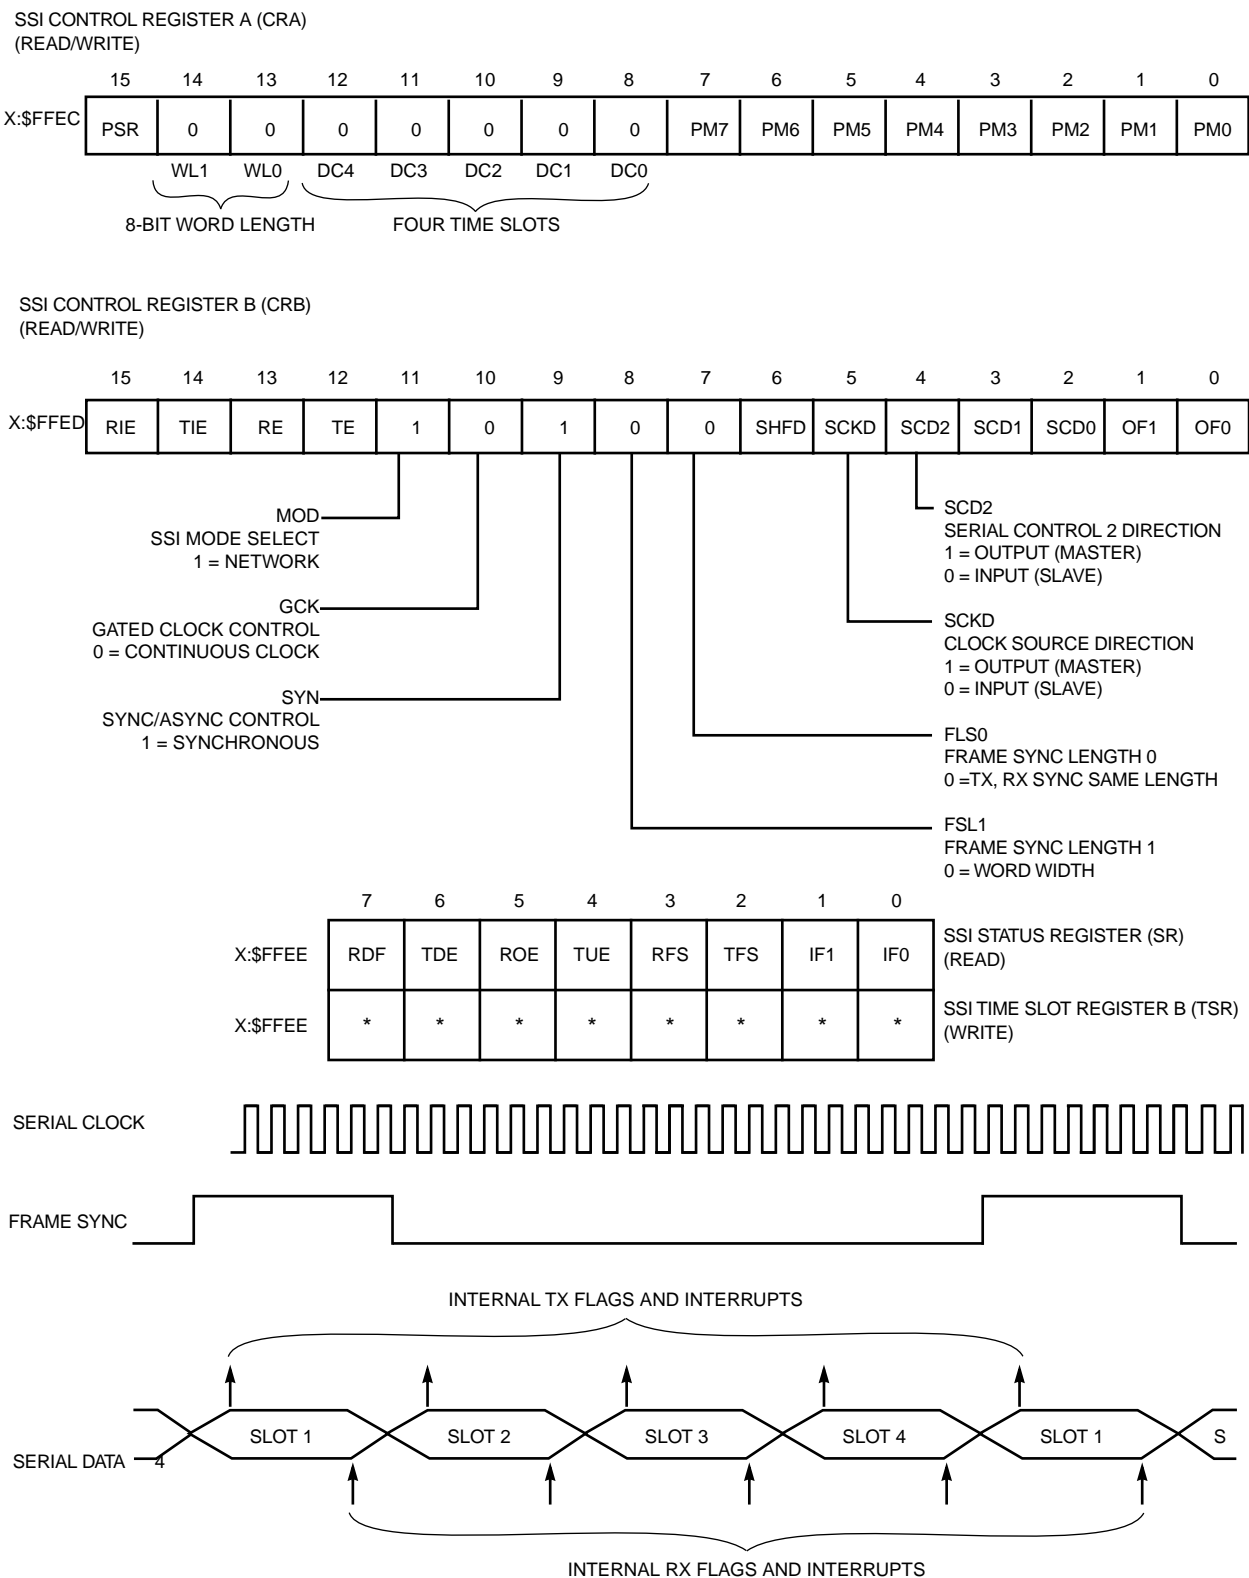 SSI CONTROL REGISTER A (CRA)
(READ/WRITE)
15 14 13 12 11 10 9 8 7 6 5 4 3 2 1 0
X:$FFEC PSR 0 0 0 0 0 0 0 PM7 PM6 PM5 PM4 PM3 PM2 PM1 PM0
WL1 WL0 DC4 DC3 DC2 DC1 DC0
8-BIT WORD LENGTH FOUR TIME SLOTS
SSI CONTROL REGISTER B (CRB)
(READ/WRITE)
15 14 13 12 11 10 9 8 7 6 5 4 3 2 1 0
X:$FFED RIE TIE RE TE 1 0 1 0 0 SHFD SCKD SCD2 SCD1 SCD0 OF1 OF0
MOD
SSI MODE SELECT
1 = NETWORK
GCK
GATED CLOCK CONTROL
0 = CONTINUOUS CLOCK
SYN
SYNC/ASYNC CONTROL
1 = SYNCHRONOUS
SCD2
SERIAL CONTROL 2 DIRECTION
1 = OUTPUT (MASTER)
0 = INPUT (SLAVE)
SCKD
CLOCK SOURCE DIRECTION
1 = OUTPUT (MASTER)
0 = INPUT (SLAVE)
FLS0
FRAME SYNC LENGTH 0
0 =TX, RX SYNC SAME LENGTH
FSL1
FRAME SYNC LENGTH 1
0 = WORD WIDTH
7 6 5 4 3 2 1 0
X:$FFEE RDF TDE ROE TUE RFS TFS IF1 IF0
SSI STATUS REGISTER (SR)
(READ)
X:$FFEE * * * * * * * *
SSI TIME SLOT REGISTER B (TSR)
(WRITE)
SERIAL CLOCK
FRAME SYNC
INTERNAL TX FLAGS AND INTERRUPTS
SERIAL DATA 4 SLOT 1 SLOT 2 SLOT 3 SLOT 4 SLOT 1 S
INTERNAL RX FLAGS AND INTERRUPTS